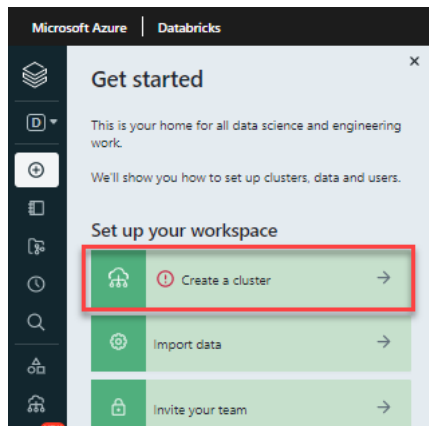 Microsoft Azure Databricks
Get started
D
This is your home for all data science and engineering
work.
We'll show you how to set up clusters, data and users.
Set up your workspace
Create a cluster
Import data
Invite your team